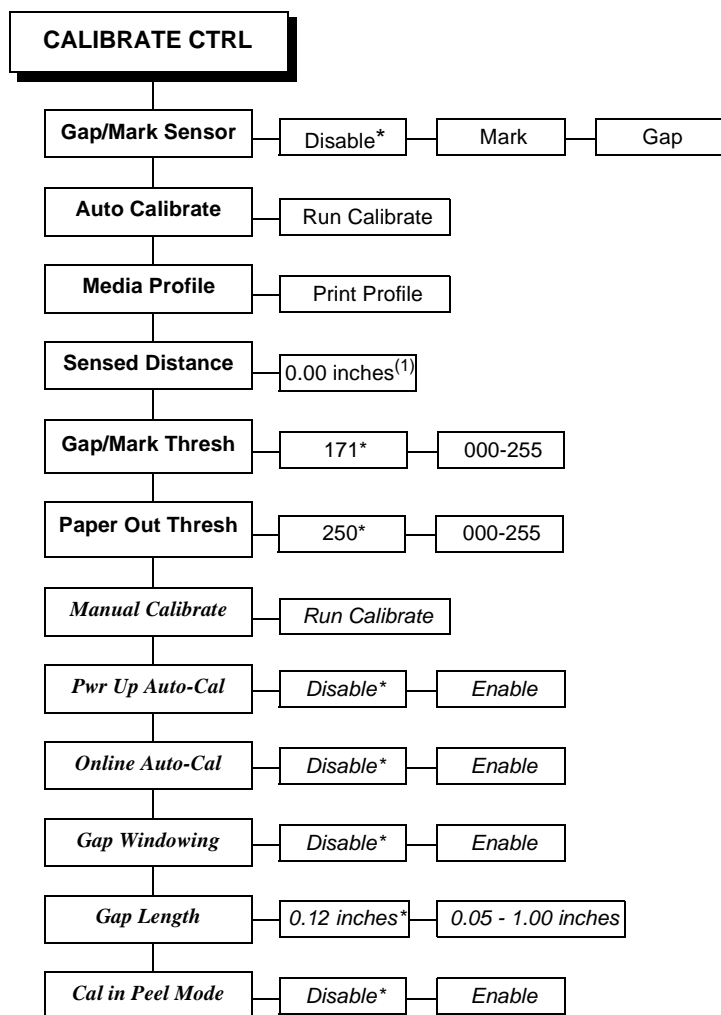 CALIBRATE CTRL
Gap/Mark Sensor Disable* Mark Gap
Auto Calibrate Run Calibrate
Media Profile Print Profile
Sensed Distance 0.00 inches(1)
Gap/Mark Thresh 171* 000-255
Paper Out Thresh 250* 000-255
Manual Calibrate Run Calibrate
Pwr Up Auto-Cal Disable* Enable
Online Auto-Cal Disable* Enable
Gap Windowing Disable* Enable
Gap Length 0.12 inches* 0.05 - 1.00 inches
Cal in Peel Mode Disable* Enable